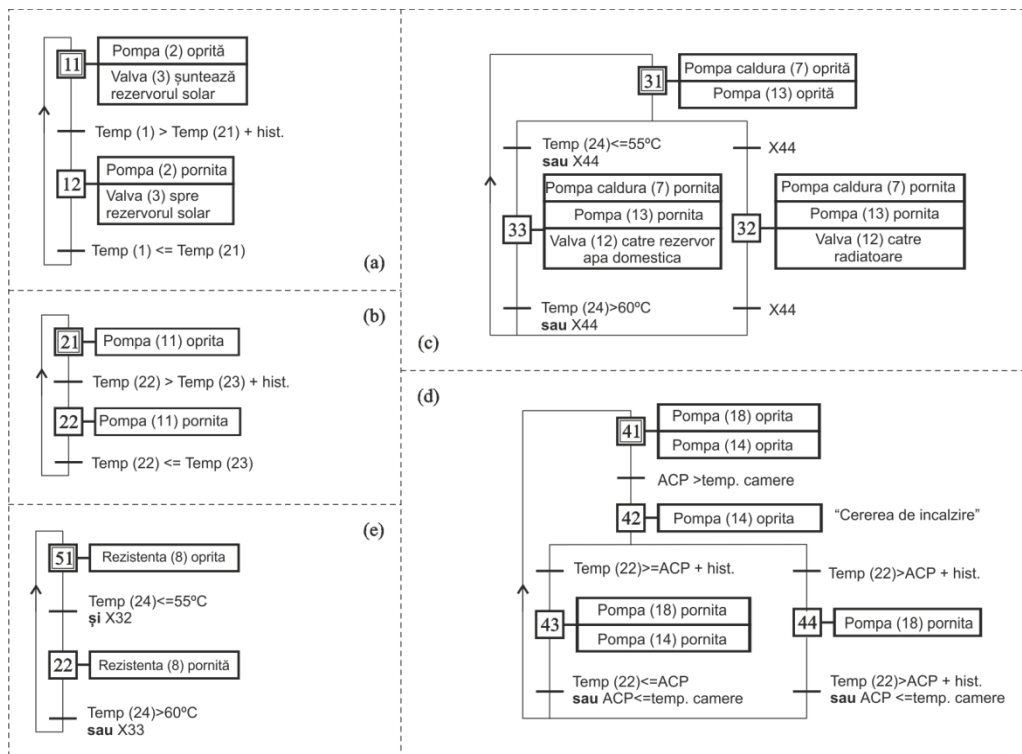 11
Pompa (2) oprită
Valva (3) șuntează
rezervorul solar
Temp (1) > Temp (21) + hist.
12
Pompa (2) pornita
Valva (3) spre
rezervorul solar
Temp (1) <= Temp (21)
(a)
(b)
21
Pompa (11) oprita
Temp (22) > Temp (23) + hist.
22
Pompa (11) pornita
Temp (22) <= Temp (23)
(e)
51
Rezistenta (8) oprita
Temp (24)<=55ºC
și X32
22
Rezistenta (8) pornită
Temp (24)>60ºC
sau X33
31
Pompa caldura (7) oprită
Pompa (13) oprită
Temp (24)<=55ºC
sau X44
X44
33
Pompa caldura (7) pornita
Pompa (13) pornita
Valva (12) catre rezervor
apa domestica
32
Pompa caldura (7) pornita
Pompa (13) pornita
Valva (12) catre
radiatoare
Temp (24)>60ºC
sau X44
X44
(c)
(d)
41
Pompa (18) oprita
Pompa (14) oprita
ACP >temp. camere
42
Pompa (14) oprita
“Cererea de incalzire”
Temp (22)>=ACP + hist.
Temp (22)>ACP + hist.
43
Pompa (18) pornita
Pompa (14) pornita
44
Pompa (18) pornita
Temp (22)<=ACP
sau ACP<=temp. camere
Temp (22)>ACP + hist.
sau ACP <=temp. camere